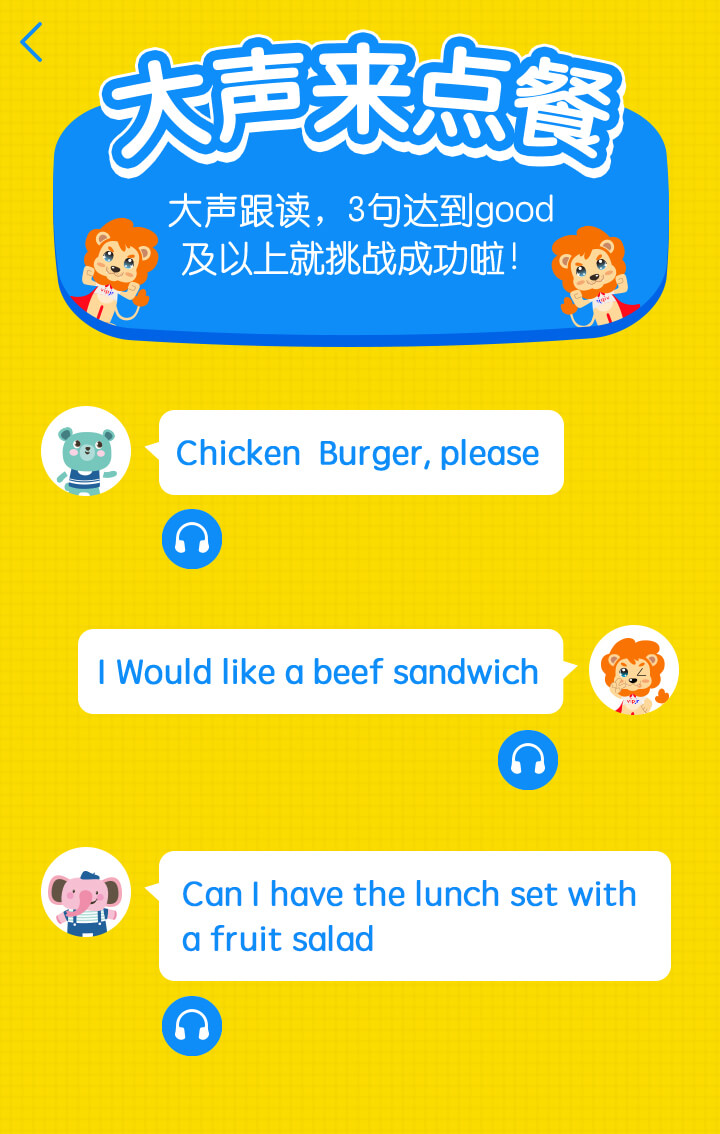 大声来点餐
大声跟读，3句达到good
及以上就挑战成功啦！
Chicken Burger, please
I Would like a beef sandwich
Can I have the lunch set with
a fruit salad